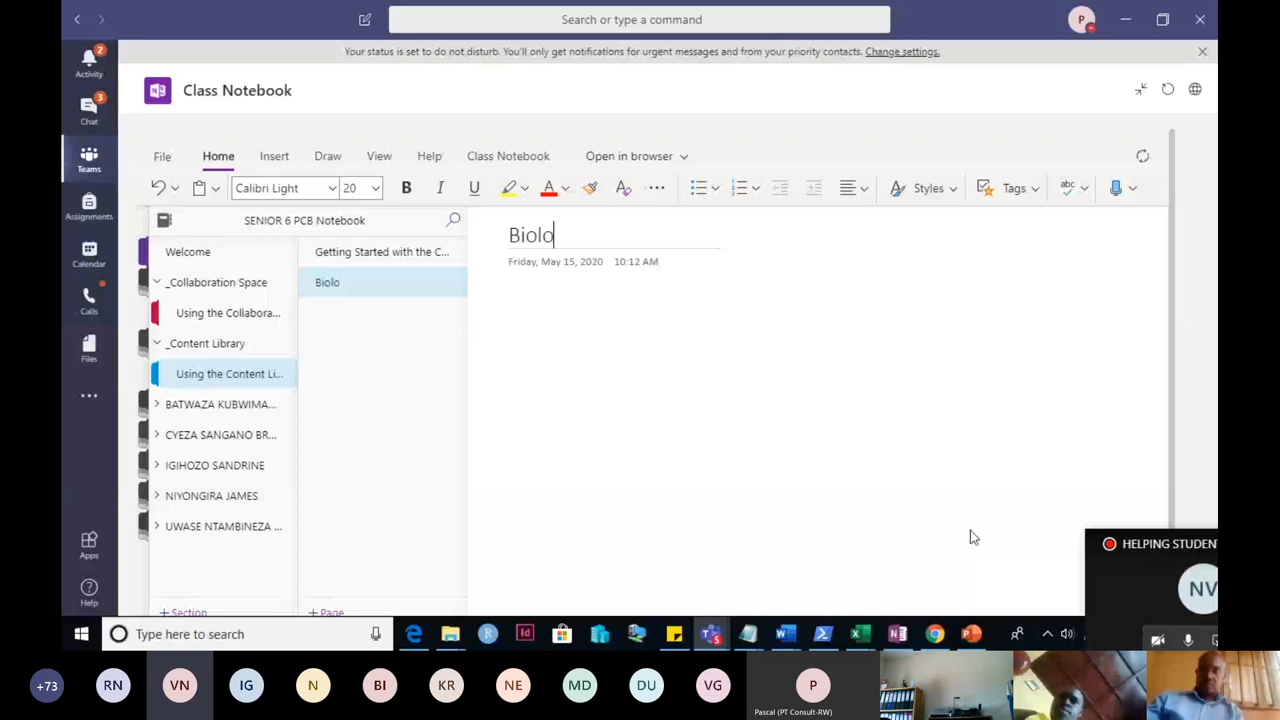 Search or type a command
P
Your status is set to do not disturb. You'll only get notifications for urgent messages and from your priority contacts. Change settings.
2
Activity
3
Chat
Teams
Assignments
Calendar
Calls
Files
Apps
Help
N
Class Notebook
File Home Insert Draw View Help Class Notebook Open in browser
Calibri Light 20 B I U A A Styles Tags abc
SENIOR 6 PCB Notebook
Welcome
_Collaboration Space
Using the Collabora...
_Content Library
Using the Content Li...
BATWAZA KUBWIMA...
CYEZA SANGANO BR...
IGIHOZO SANDRINE
NIYONGIRA JAMES
UWASE NTAMBINEZA ...
+ Section
Getting Started with the C...
Biolo
+ Page
Biolo
Friday, May 15, 2020 10:12 AM
HELPING STUDENT
NV
Type here to search
+73 RN VN IG N BI KR NE MD DU VG P
Pascal (PT Consult-RW)